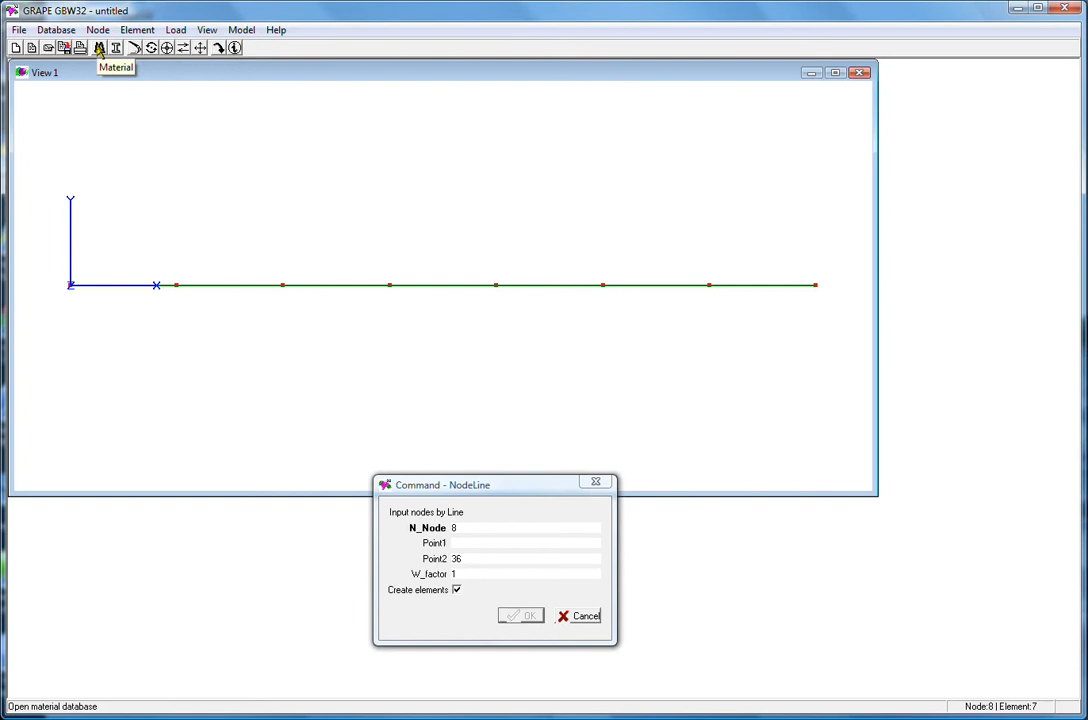 GRAPE GBW32 - untitled
File Database Node Element Load View Model Help
Material
View 1
Y
Z
X
Command - NodeLine
Input nodes by Line
N_Node 8
Point1
Point2 36
W_factor 1
Create elements
OK Cancel
Open material database
Node:8 | Element:7